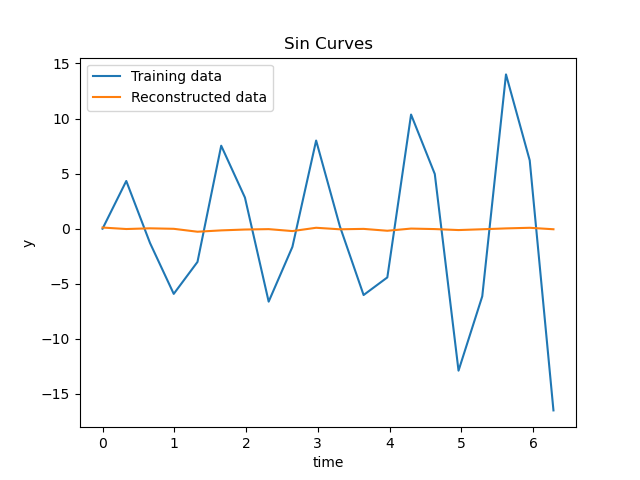 Sin Curves
Training data
Reconstructed data
15
10
5
0
−5
−10
−15
y
0 1 2 3 4 5 6
time